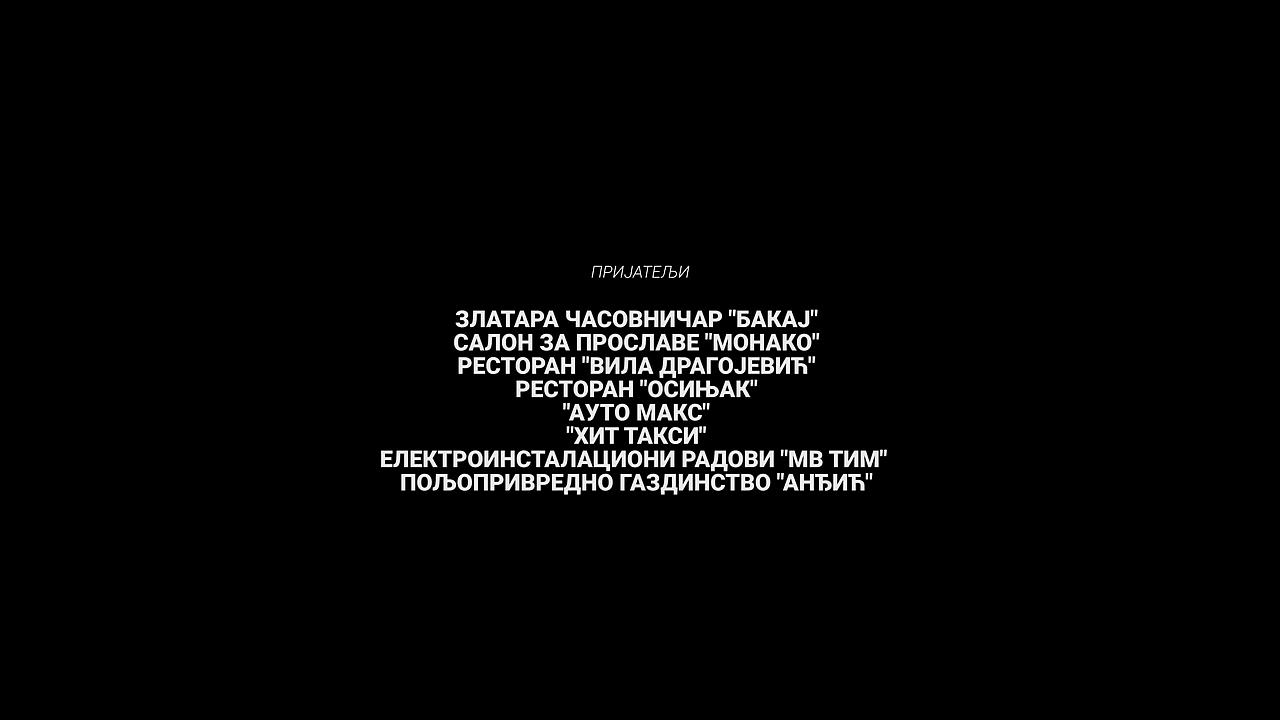 ПРИЈАТЕЉИ
ЗЛАТАРА ЧАСОВНИЧАР "БАКАЈ"
САЛОН ЗА ПРОСЛАВЕ "МОНАКО"
РЕСТОРАН "ВИЛА ДРАГОЈЕВИЋ"
РЕСТОРАН "ОСИЊАК"
"АУТО МАКС"
"ХИТ ТАКСИ"
ЕЛЕКТРОИНСТАЛАЦИОНИ РАДОВИ "МВ ТИМ"
ПОЉОПРИВРЕДНО ГАЗДИНСТВО "АНЂИЋ"